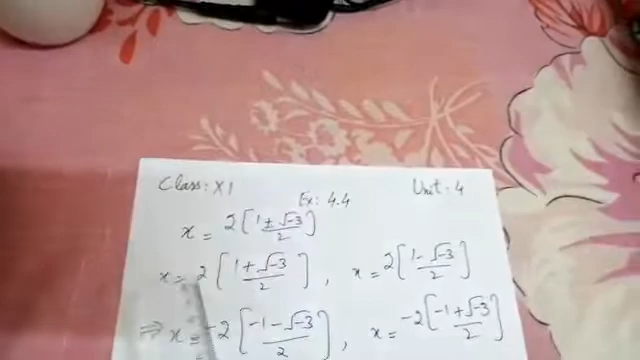 Class: XI Ex: 4.4 Unit: 4
x = 2[(1±√-3)/2]
x = 2[(1+√-3)/2], x = 2[(1-√-3)/2]
⇒ x = -2[(-1-√-3)/2], x = -2[(-1+√-3)/2]